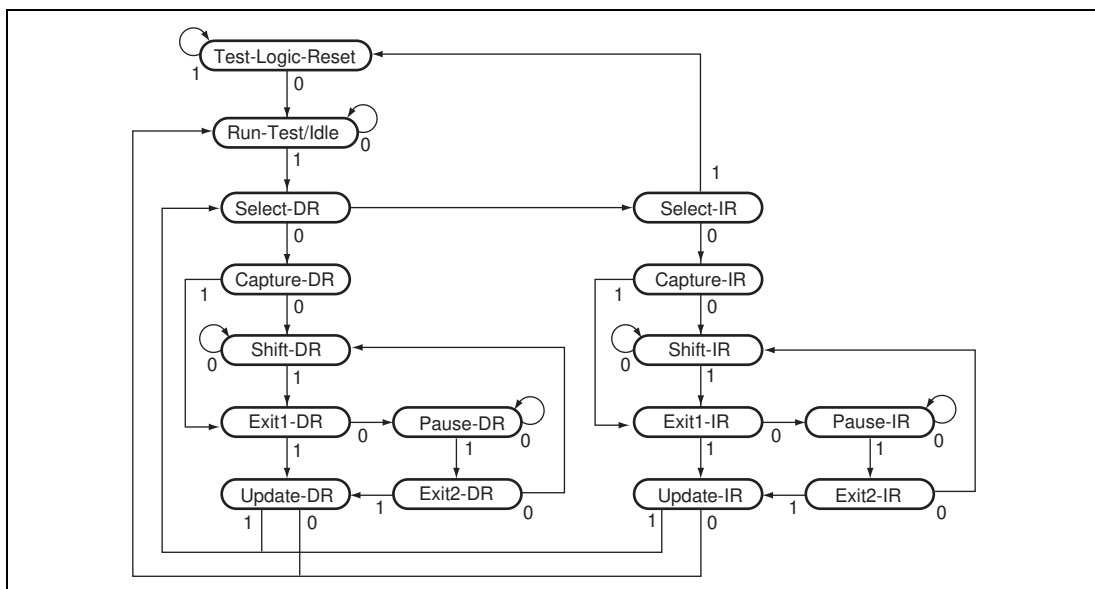 Test-Logic-Reset
1
0
Run-Test/Idle
0
1
1
Select-DR
Select-IR
0
0
Capture-DR
Capture-IR
1
0
1
0
Shift-DR
Shift-IR
0
1
0
1
Exit1-DR
Pause-DR
Exit1-IR
Pause-IR
0
0
0
0
1
1
1
1
Update-DR
Exit2-DR
Update-IR
Exit2-IR
1
0
1
0
1
0
1
0